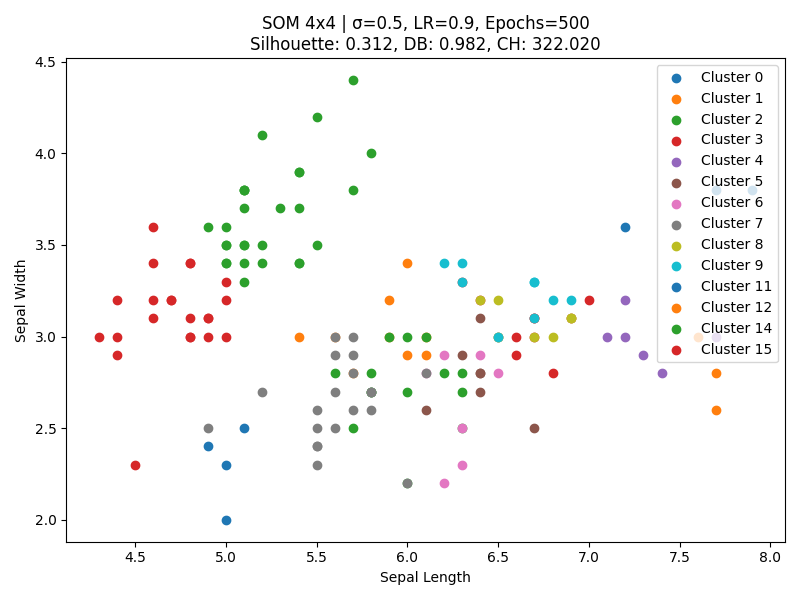 SOM 4x4 | σ=0.5, LR=0.9, Epochs=500
Silhouette: 0.312, DB: 0.982, CH: 322.020
Sepal Width
4.5
4.0
3.5
3.0
2.5
2.0
Cluster 0
Cluster 1
Cluster 2
Cluster 3
Cluster 4
Cluster 5
Cluster 6
Cluster 7
Cluster 8
Cluster 9
Cluster 11
Cluster 12
Cluster 14
Cluster 15
4.5 5.0 5.5 6.0 6.5 7.0 7.5 8.0
Sepal Length